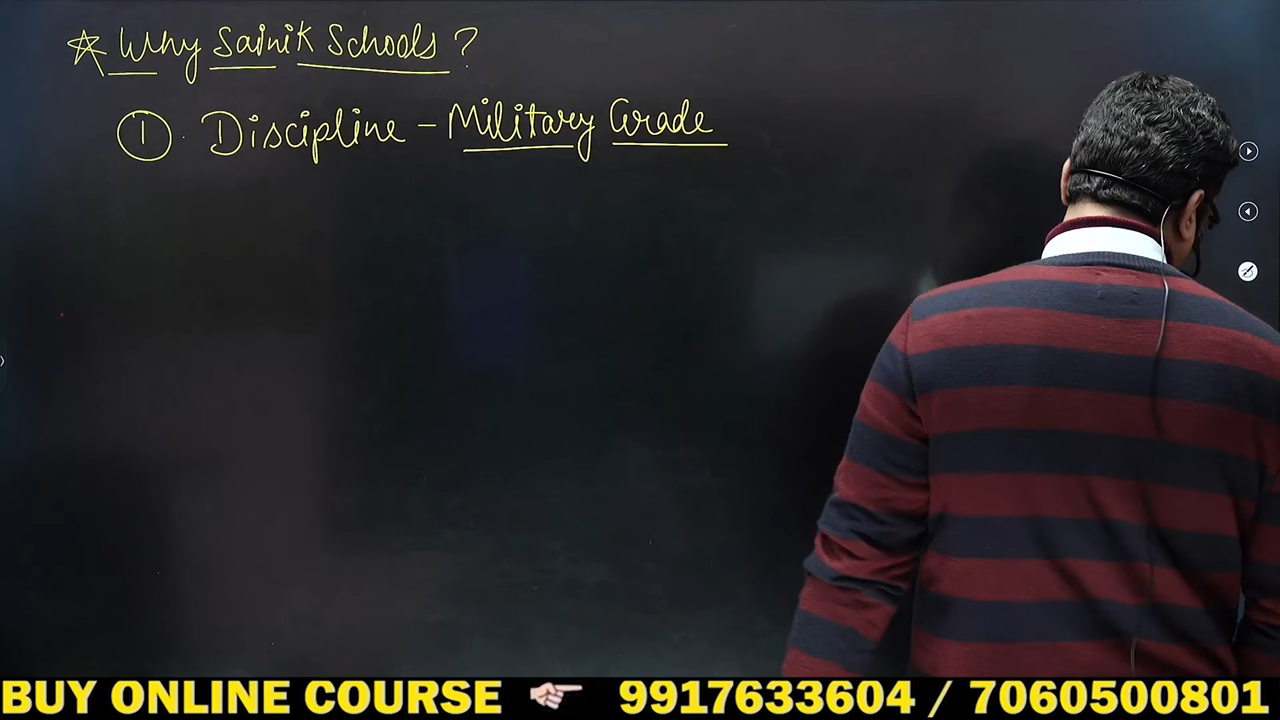 ☆ Why Sainik Schools ?
① . Discipline - Military Grade
BUY ONLINE COURSE 👉🏻 9917633604 / 7060500801